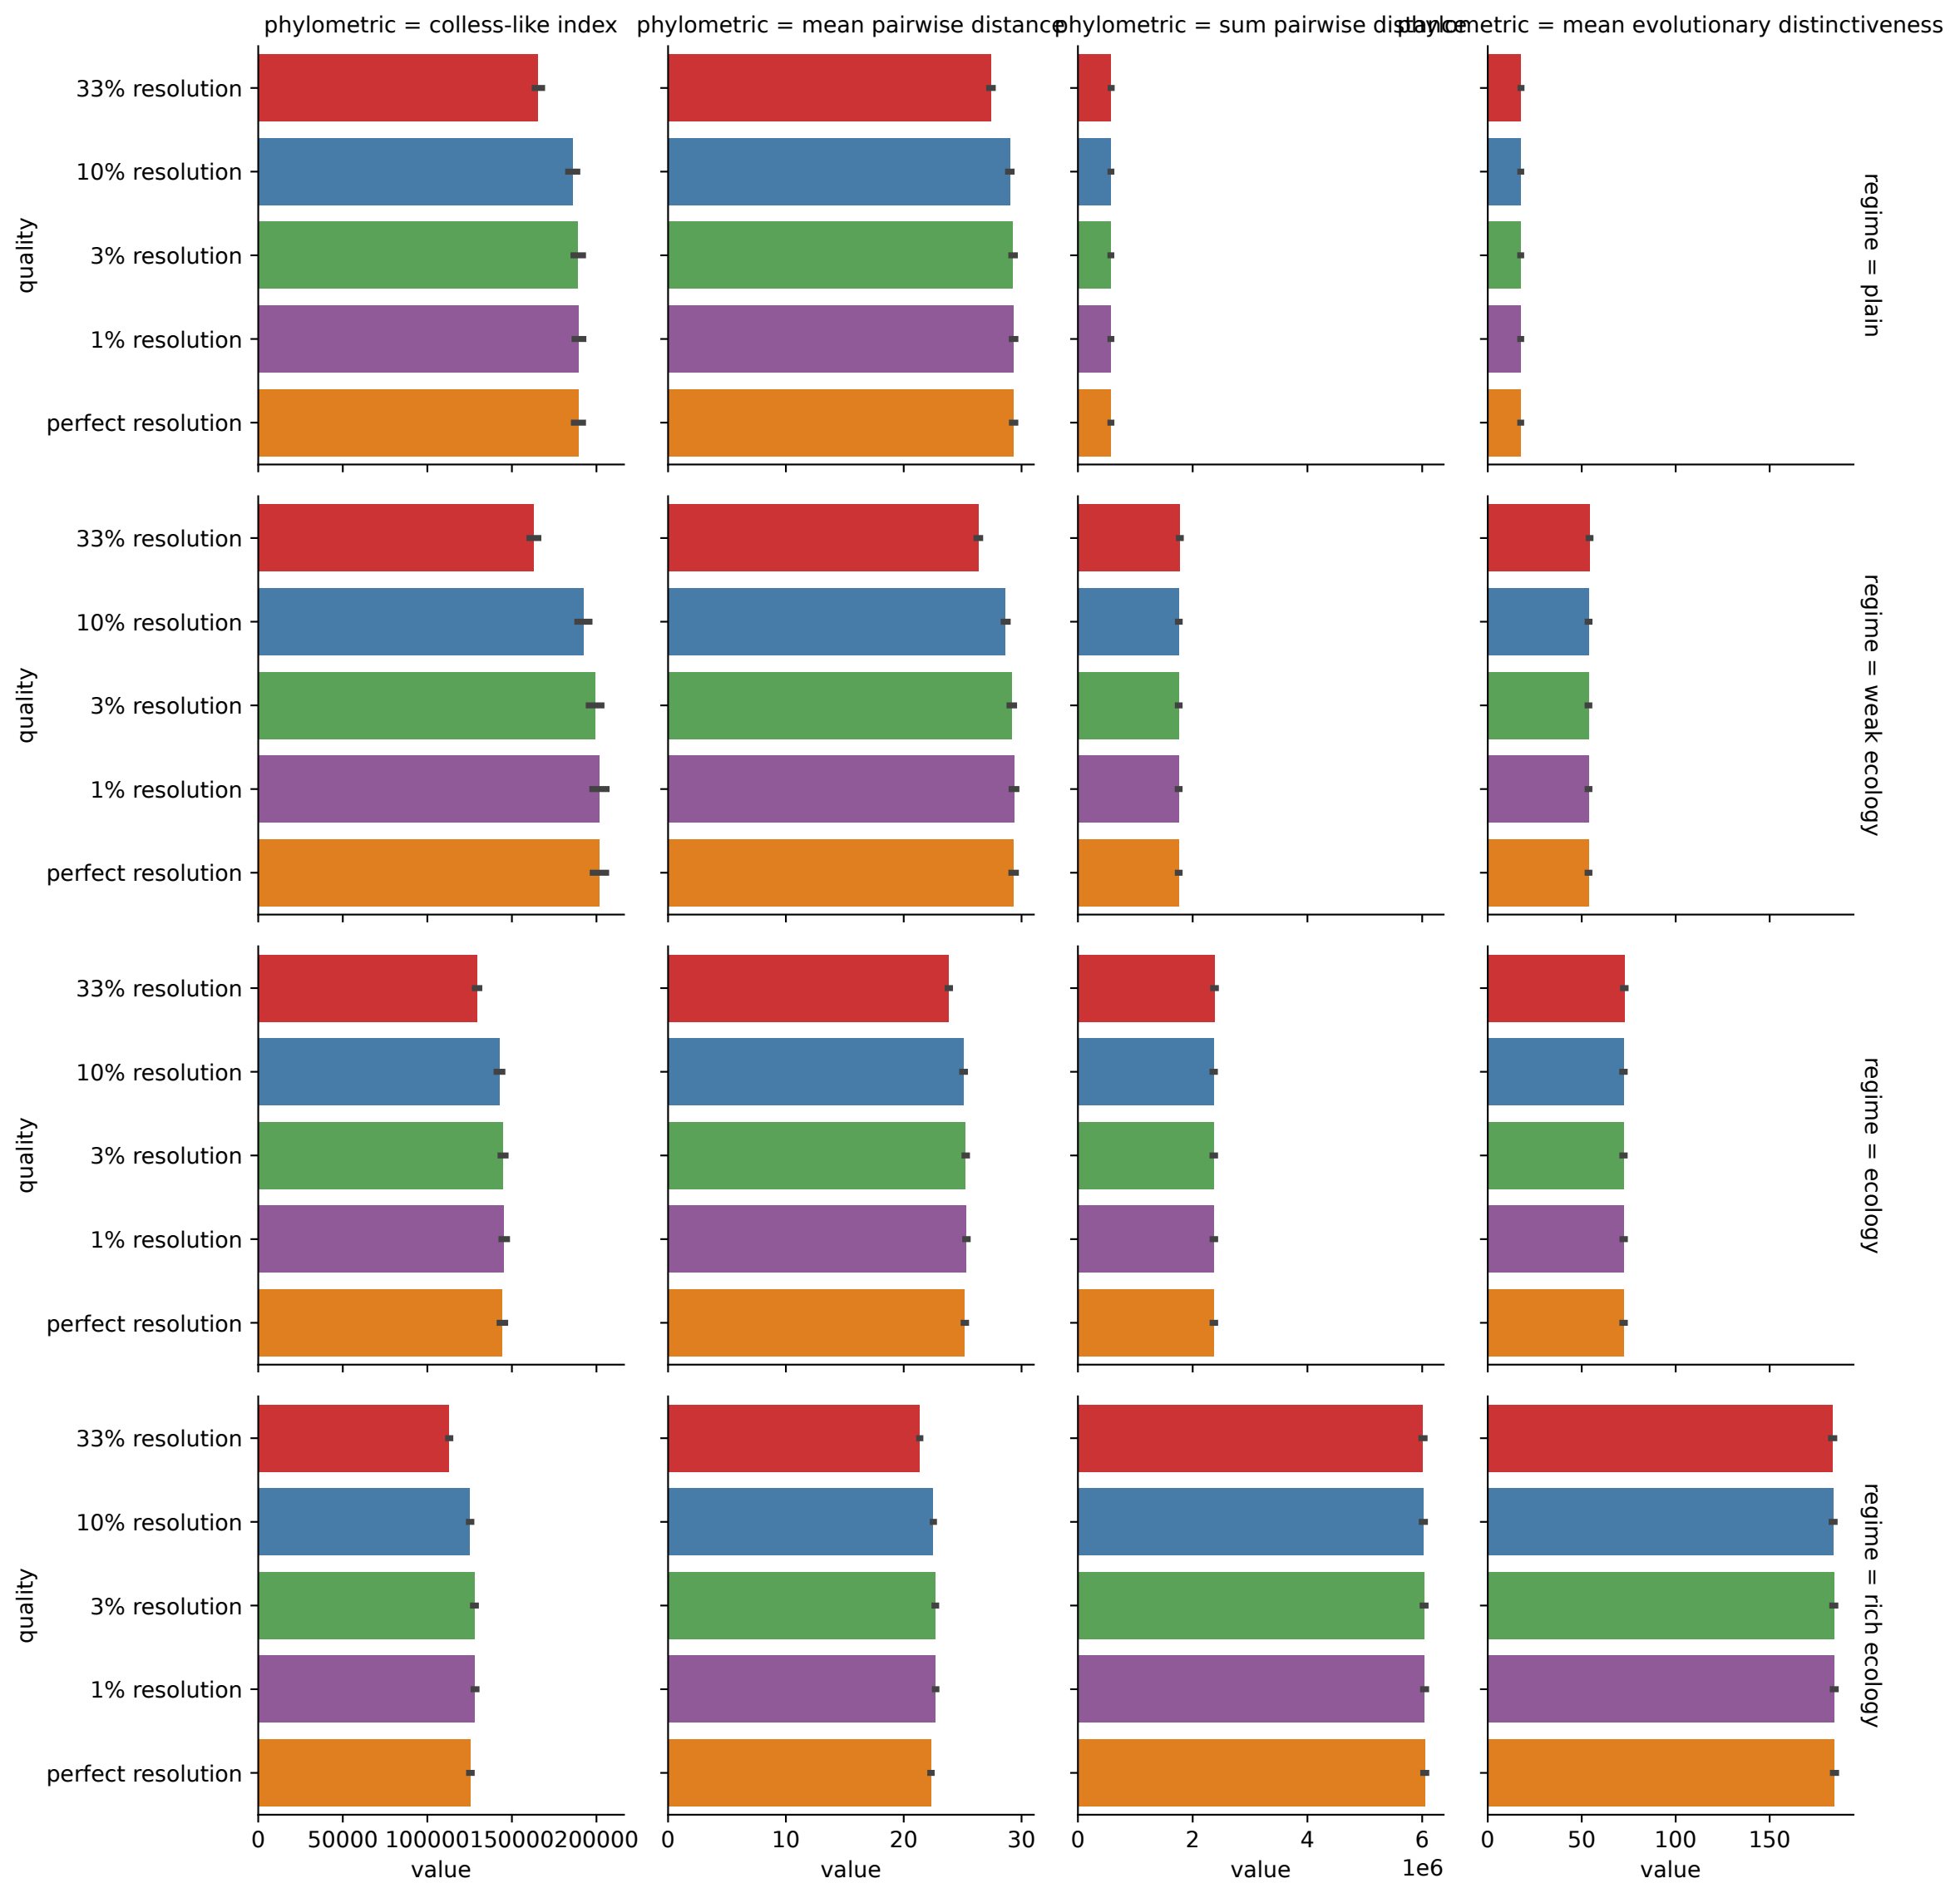 phylometric = colless-like index
phylometric = mean pairwise distance
phylometric = sum pairwise distance
phylometric = mean evolutionary distinctiveness
quality
33% resolution
10% resolution
3% resolution
1% resolution
perfect resolution
regime = plain
quality
33% resolution
10% resolution
3% resolution
1% resolution
perfect resolution
regime = weak ecology
quality
33% resolution
10% resolution
3% resolution
1% resolution
perfect resolution
regime = ecology
quality
33% resolution
10% resolution
3% resolution
1% resolution
perfect resolution
regime = rich ecology
0 50000 100000 150000 200000
value
0 10 20 30
value
0 2 4 6
1e6
value
0 50 100 150
value